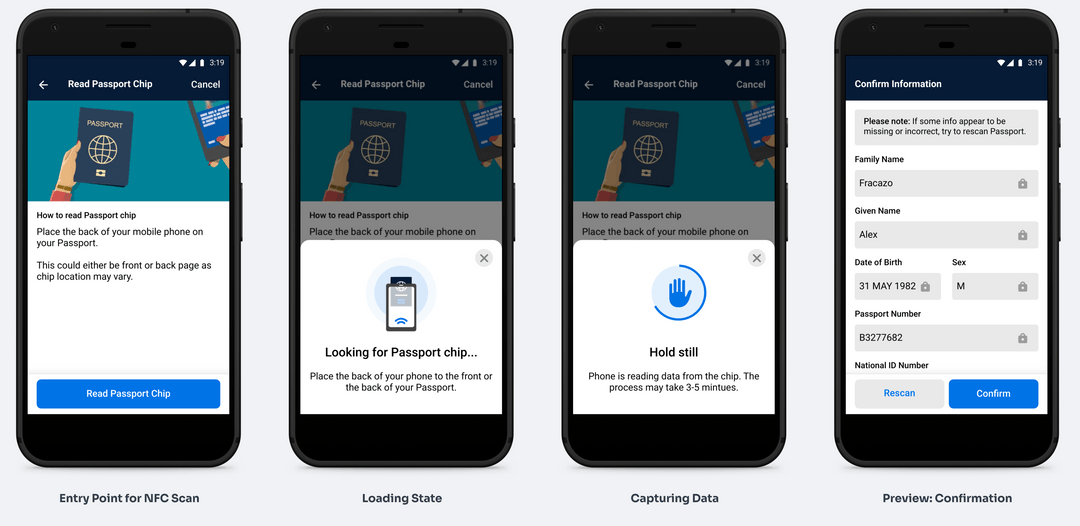 3:19
Read Passport Chip
Cancel
PASSPORT
How to read Passport chip
Place the back of your mobile phone on
your Passport.
This could either be front or back page as
chip location may vary.
Read Passport Chip
Entry Point for NFC Scan
3:19
Read Passport Chip
Cancel
PASSPORT
How to read Passport chip
Place the back of your mobile phone on
Looking for Passport chip...
Place the back of your phone to the front or
the back of your Passport.
Loading State
3:19
Read Passport Chip
Cancel
PASSPORT
How to read Passport chip
Place the back of your mobile phone on
Hold still
Phone is reading data from the chip. The
process may take 3-5 mintues.
Capturing Data
3:19
Confirm Information
Please note: If some info appear to be
missing or incorrect, try to rescan Passport.
Family Name
Fracazo
Given Name
Alex
Date of Birth
Sex
31 MAY 1982
M
Passport Number
B3277682
National ID Number
Rescan
Confirm
Preview: Confirmation